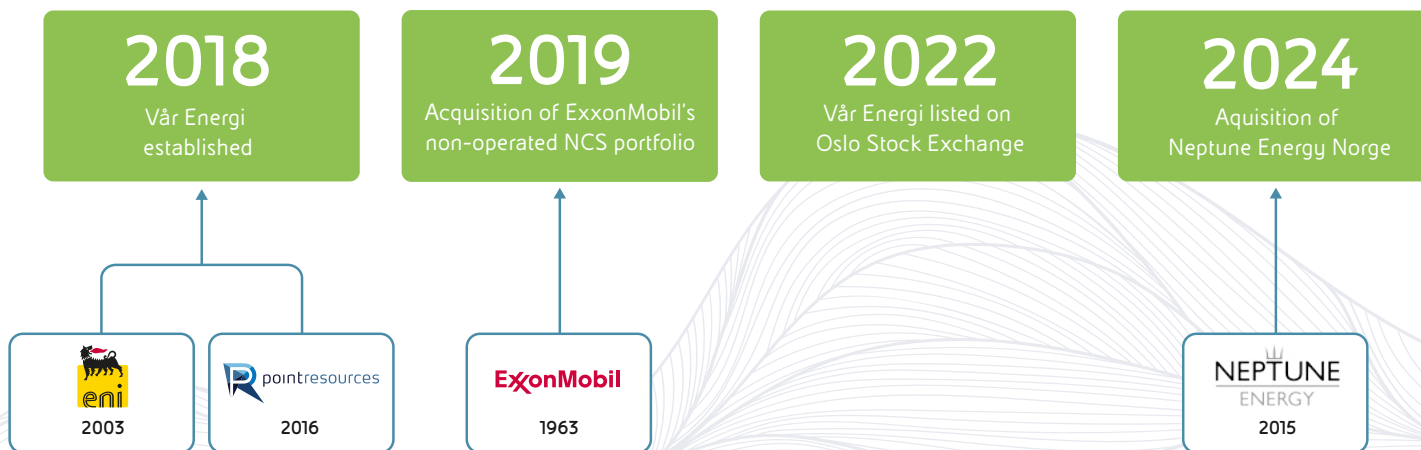 2018
Vår Energi
established
2019
Acquisition of ExxonMobil's
non-operated NCS portfolio
2022
Vår Energi listed on
Oslo Stock Exchange
2024
Aquisition of
Neptune Energy Norge
eni
2003
pointresources
2016
ExxonMobil
1963
NEPTUNE
ENERGY
2015